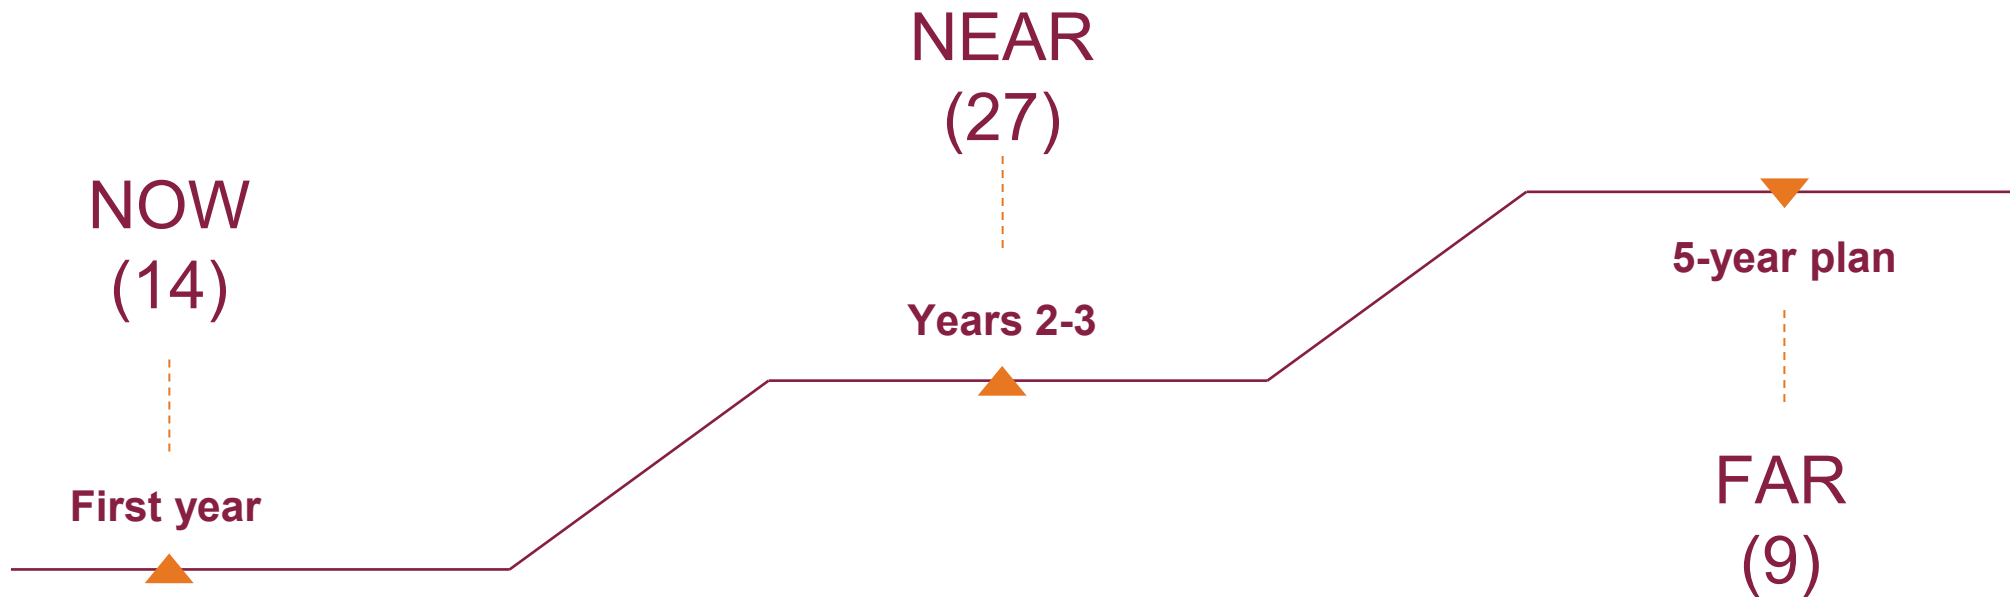 NOW
(14)
First year
NEAR
(27)
Years 2-3
5-year plan
FAR
(9)